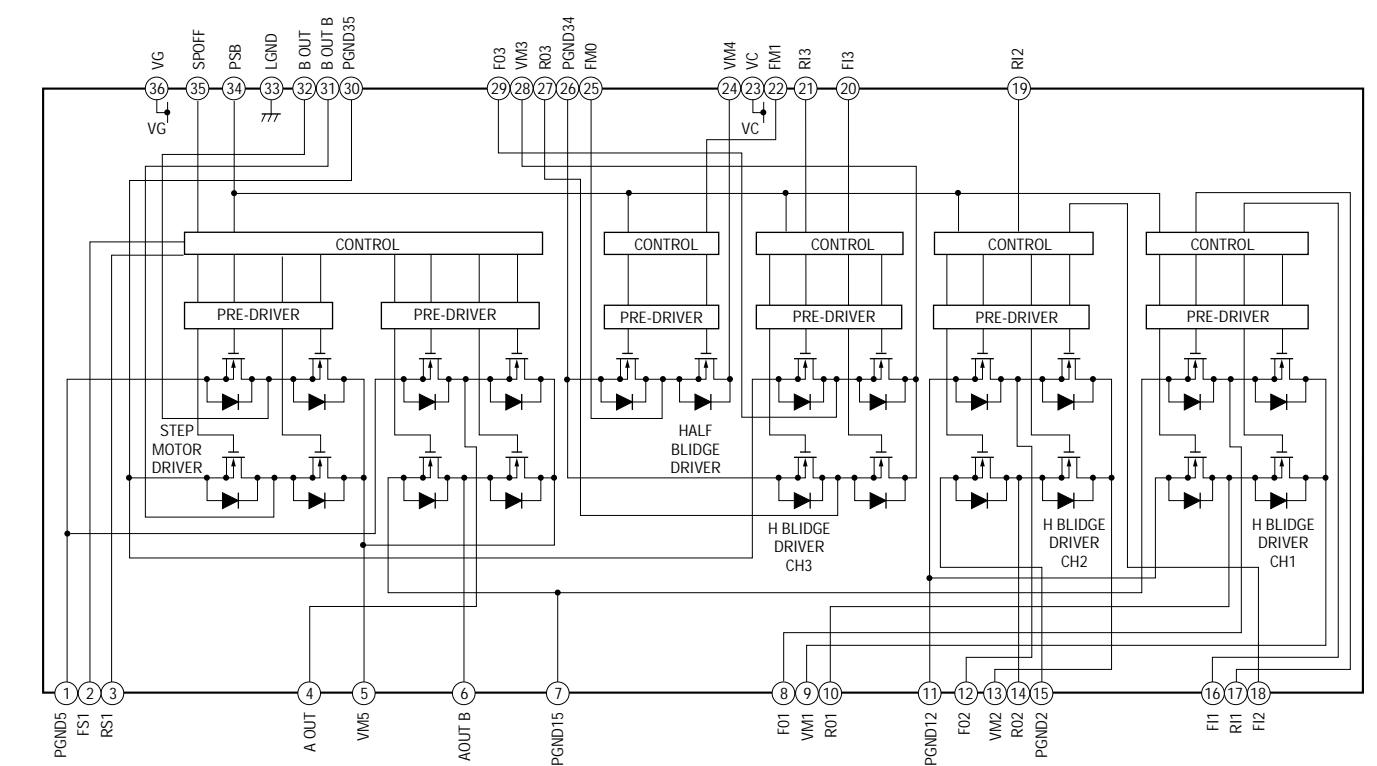 VG
SPOFF
PSB
LGND
B OUT
B OUT B
PGND35
F03
VM3
R03
PGND34
FM0
VM4
VC
FM1
RI3
FI3
RI2
36
35
34
33
32
31
30
29
28
27
26
25
24
23
22
21
20
19
VG
VC
CONTROL
CONTROL
CONTROL
CONTROL
CONTROL
PRE-DRIVER
PRE-DRIVER
PRE-DRIVER
PRE-DRIVER
PRE-DRIVER
PRE-DRIVER
STEP
MOTOR
DRIVER
HALF
BLIDGE
DRIVER
H BLIDGE
DRIVER
CH3
H BLIDGE
DRIVER
CH2
H BLIDGE
DRIVER
CH1
1
2
3
4
5
6
7
8
9
10
11
12
13
14
15
16
17
18
PGND5
FS1
RS1
A OUT
VM5
AOUT B
PGND15
F01
VM1
R01
PGND12
F02
VM2
R02
PGND2
FI1
RI1
FI2